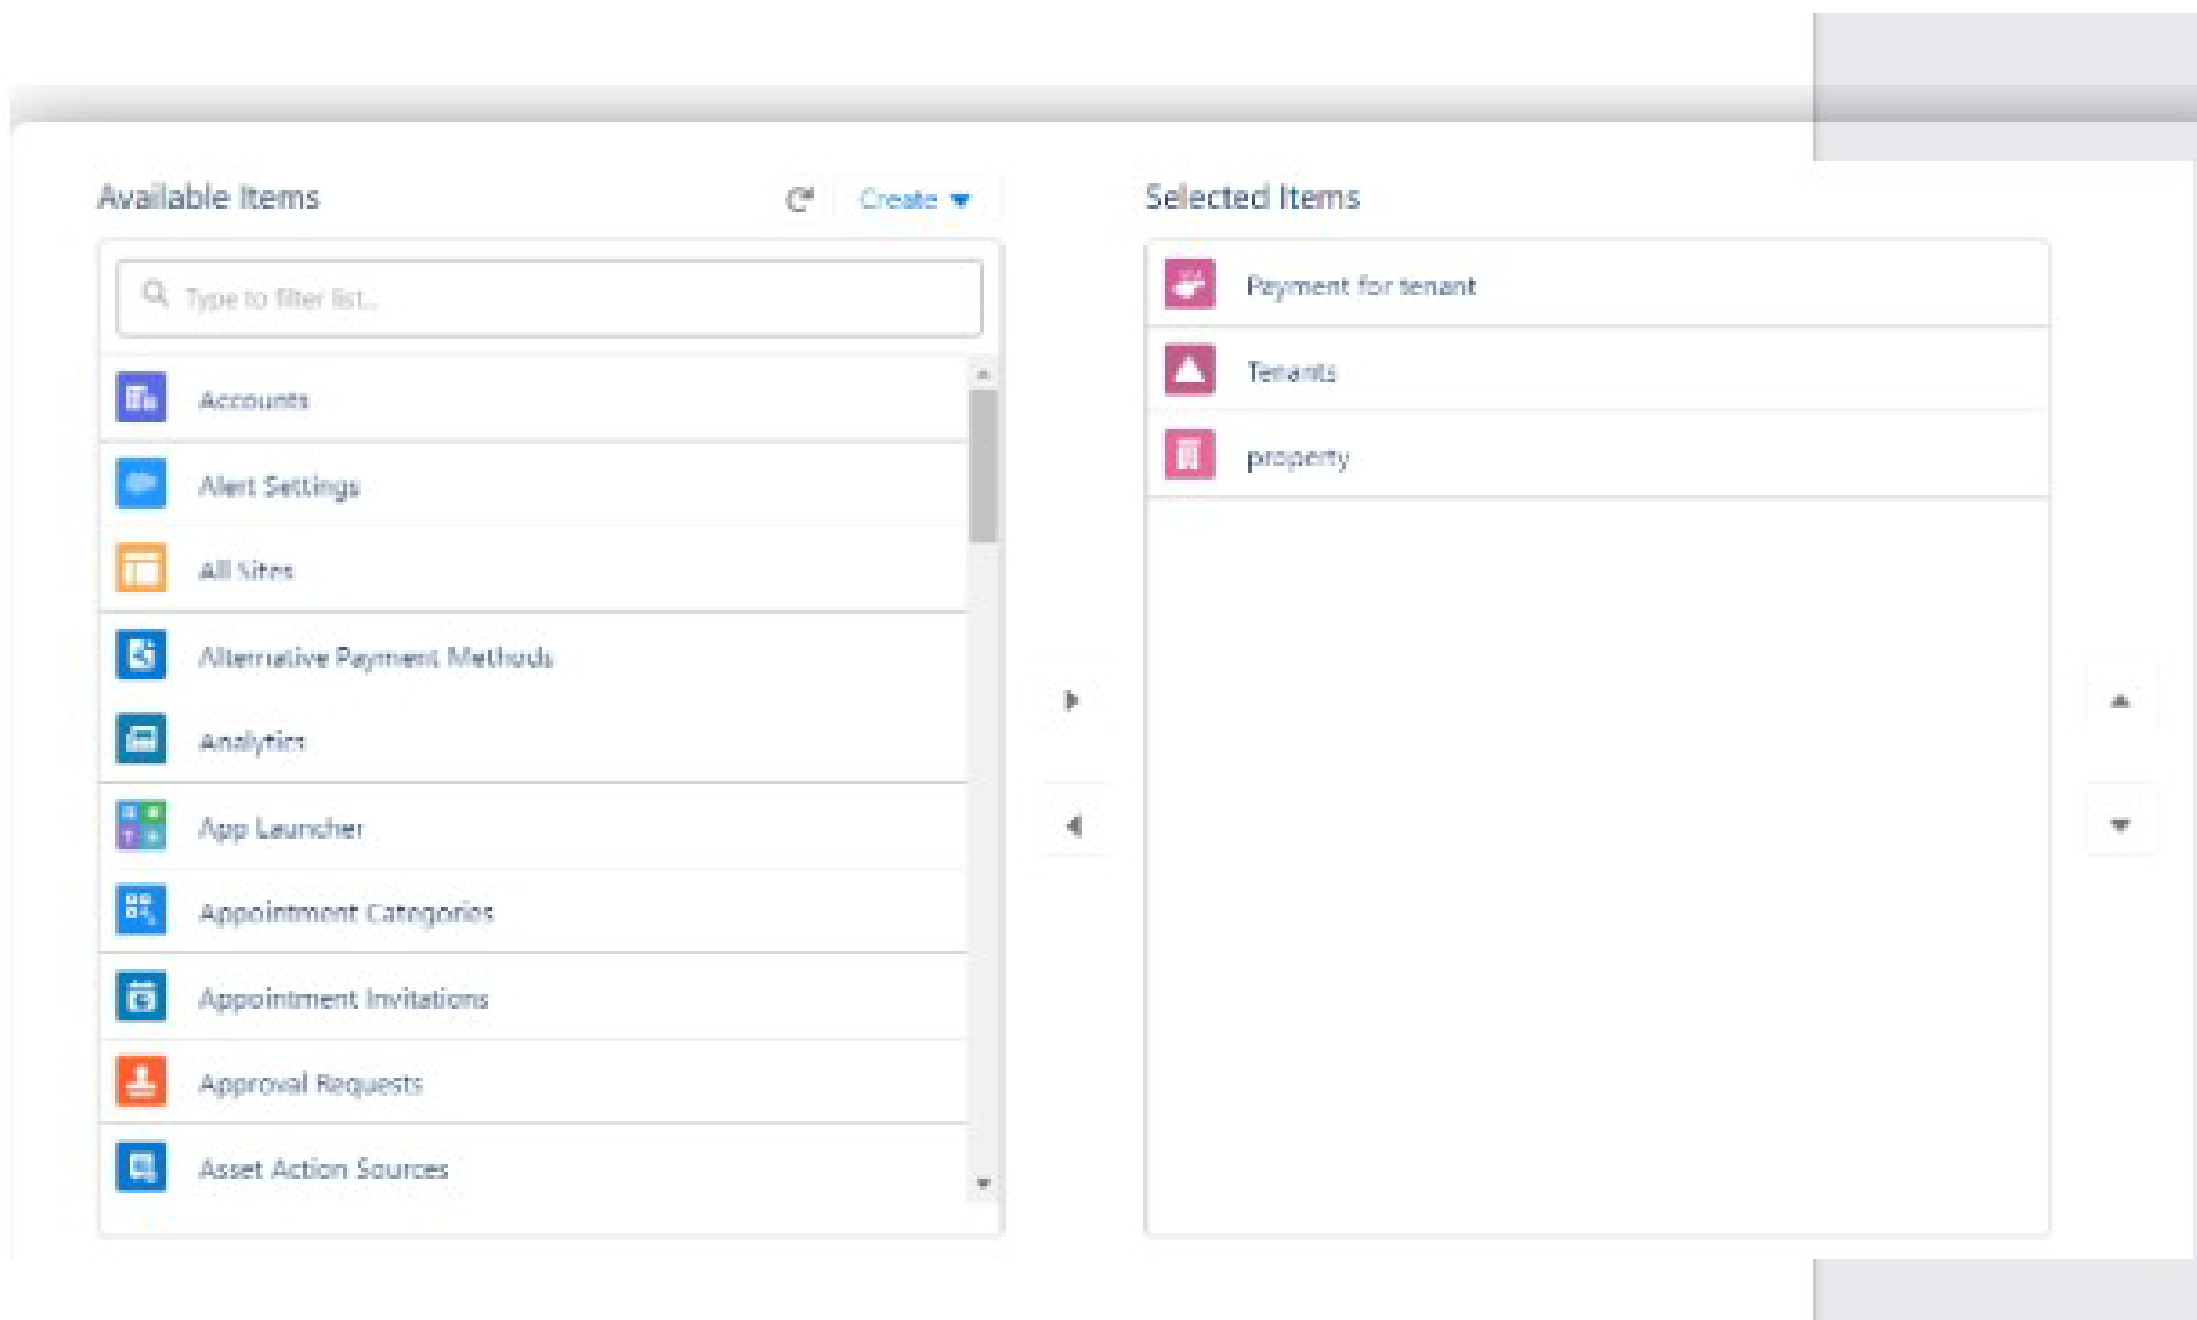 Available Items
Create
Type to filter list...
Accounts
Alert Settings
All Sites
Alternative Payment Methods
Analytics
App Launcher
Appointment Categories
Appointment Invitations
Approval Requests
Asset Action Sources
Selected Items
Payment for tenant
Tenants
property